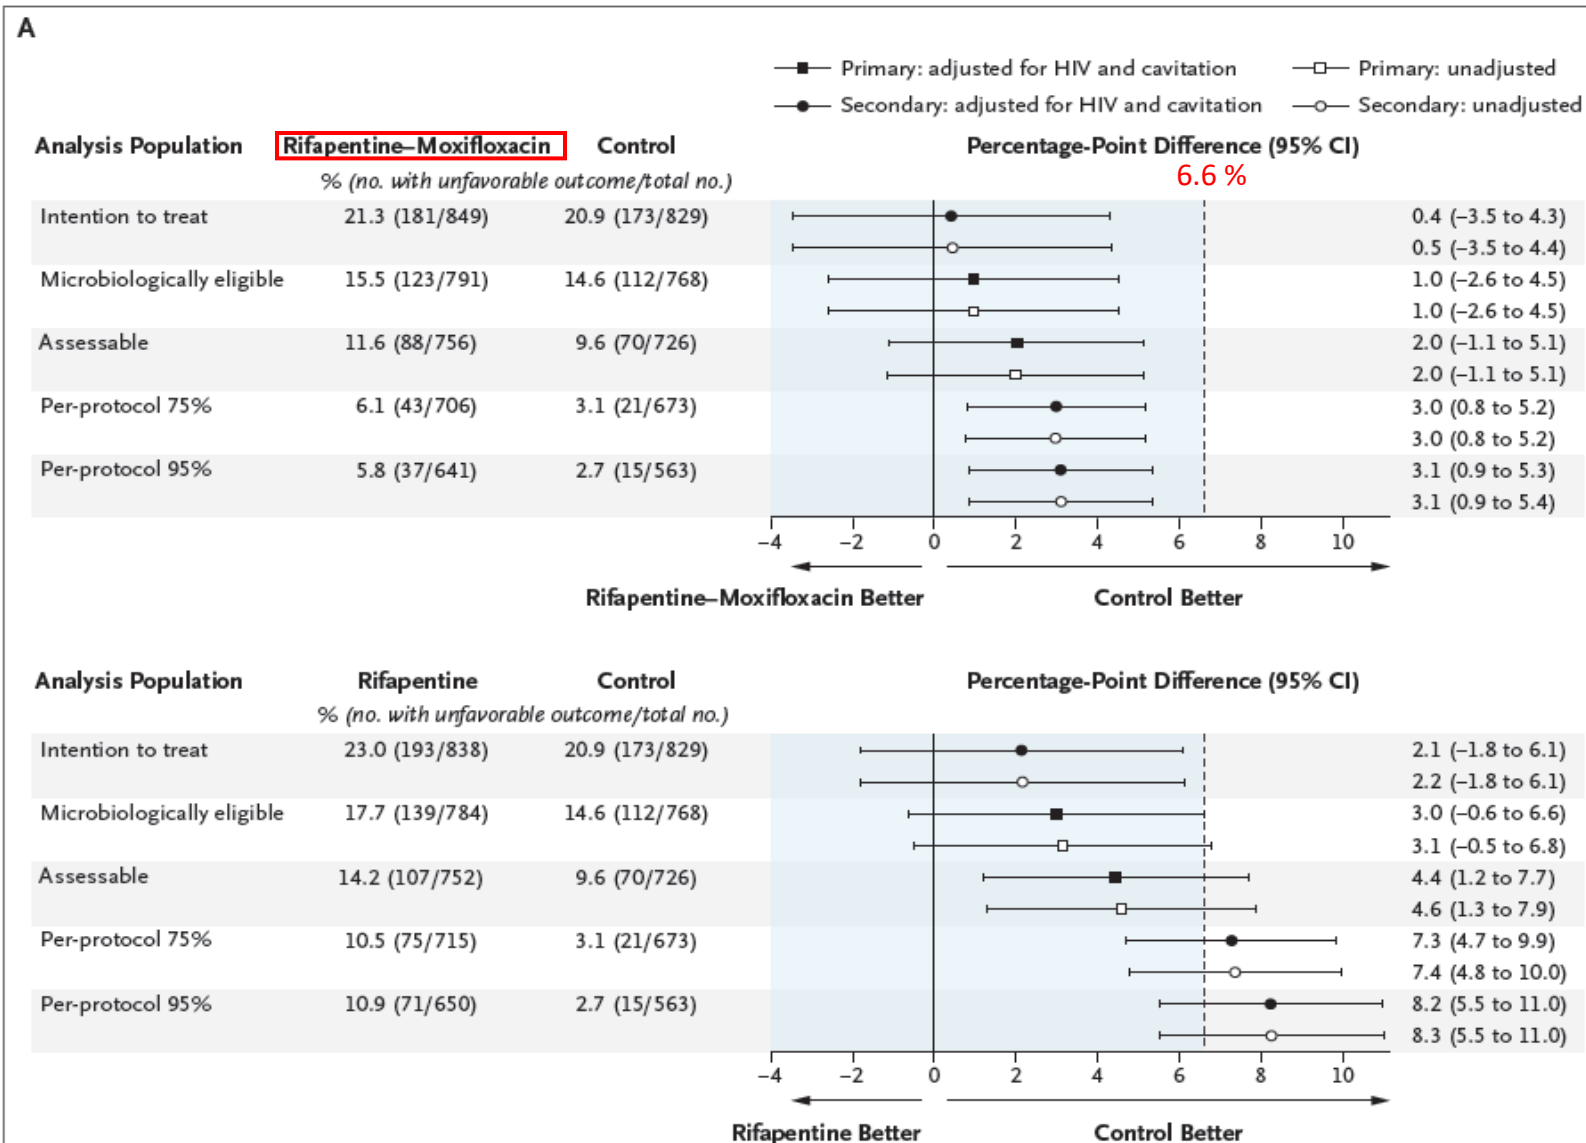 A
Primary: adjusted for HIV and cavitation Primary: unadjusted
Secondary: adjusted for HIV and cavitation Secondary: unadjusted
Analysis Population Rifapentine–Moxifloxacin Control Percentage-Point Difference (95% CI)
% (no. with unfavorable outcome/total no.) 6.6 %
Intention to treat 21.3 (181/849) 20.9 (173/829) 0.4 (–3.5 to 4.3)
0.5 (–3.5 to 4.4)
Microbiologically eligible 15.5 (123/791) 14.6 (112/768) 1.0 (–2.6 to 4.5)
1.0 (–2.6 to 4.5)
Assessable 11.6 (88/756) 9.6 (70/726) 2.0 (–1.1 to 5.1)
2.0 (–1.1 to 5.1)
Per-protocol 75% 6.1 (43/706) 3.1 (21/673) 3.0 (0.8 to 5.2)
3.0 (0.8 to 5.2)
Per-protocol 95% 5.8 (37/641) 2.7 (15/563) 3.1 (0.9 to 5.3)
3.1 (0.9 to 5.4)
–4 –2 0 2 4 6 8 10
Rifapentine–Moxifloxacin Better Control Better
Analysis Population Rifapentine Control Percentage-Point Difference (95% CI)
% (no. with unfavorable outcome/total no.)
Intention to treat 23.0 (193/838) 20.9 (173/829) 2.1 (–1.8 to 6.1)
2.2 (–1.8 to 6.1)
Microbiologically eligible 17.7 (139/784) 14.6 (112/768) 3.0 (–0.6 to 6.6)
3.1 (–0.5 to 6.8)
Assessable 14.2 (107/752) 9.6 (70/726) 4.4 (1.2 to 7.7)
4.6 (1.3 to 7.9)
Per-protocol 75% 10.5 (75/715) 3.1 (21/673) 7.3 (4.7 to 9.9)
7.4 (4.8 to 10.0)
Per-protocol 95% 10.9 (71/650) 2.7 (15/563) 8.2 (5.5 to 11.0)
8.3 (5.5 to 11.0)
–4 –2 0 2 4 6 8 10
Rifapentine Better Control Better